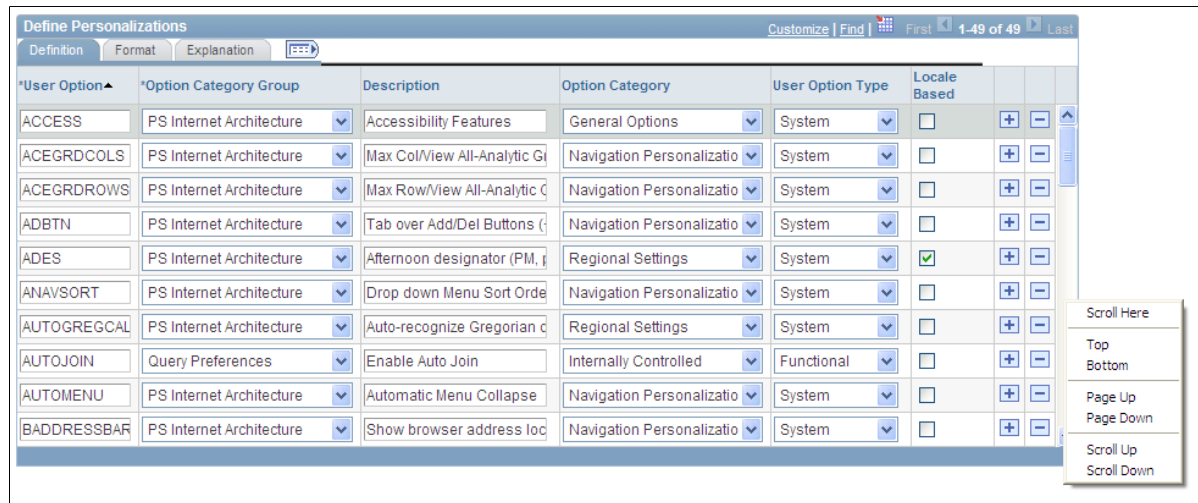 Define Personalizations Customize | Find | First 1-49 of 49 Last
Definition Format Explanation
*User Option *Option Category Group Description Option Category User Option Type Locale Based
ACCESS PS Internet Architecture Accessibility Features General Options System
ACEGRDCOLS PS Internet Architecture Max Col/View All-Analytic Gr Navigation Personalizatio System
ACEGRDROWS PS Internet Architecture Max Row/View All-Analytic G Navigation Personalizatio System
ADBTN PS Internet Architecture Tab over Add/Del Buttons ( Navigation Personalizatio System
ADES PS Internet Architecture Afternoon designator (PM, p Regional Settings System
ANAVSORT PS Internet Architecture Drop down Menu Sort Orde Navigation Personalizatio System
AUTOGREGCAL PS Internet Architecture Auto-recognize Gregorian c Regional Settings System
AUTOJOIN Query Preferences Enable Auto Join Internally Controlled Functional
AUTOMENU PS Internet Architecture Automatic Menu Collapse Navigation Personalizatio System
BADDRESSBAR PS Internet Architecture Show browser address loc Navigation Personalizatio System
Scroll Here
Top
Bottom
Page Up
Page Down
Scroll Up
Scroll Down